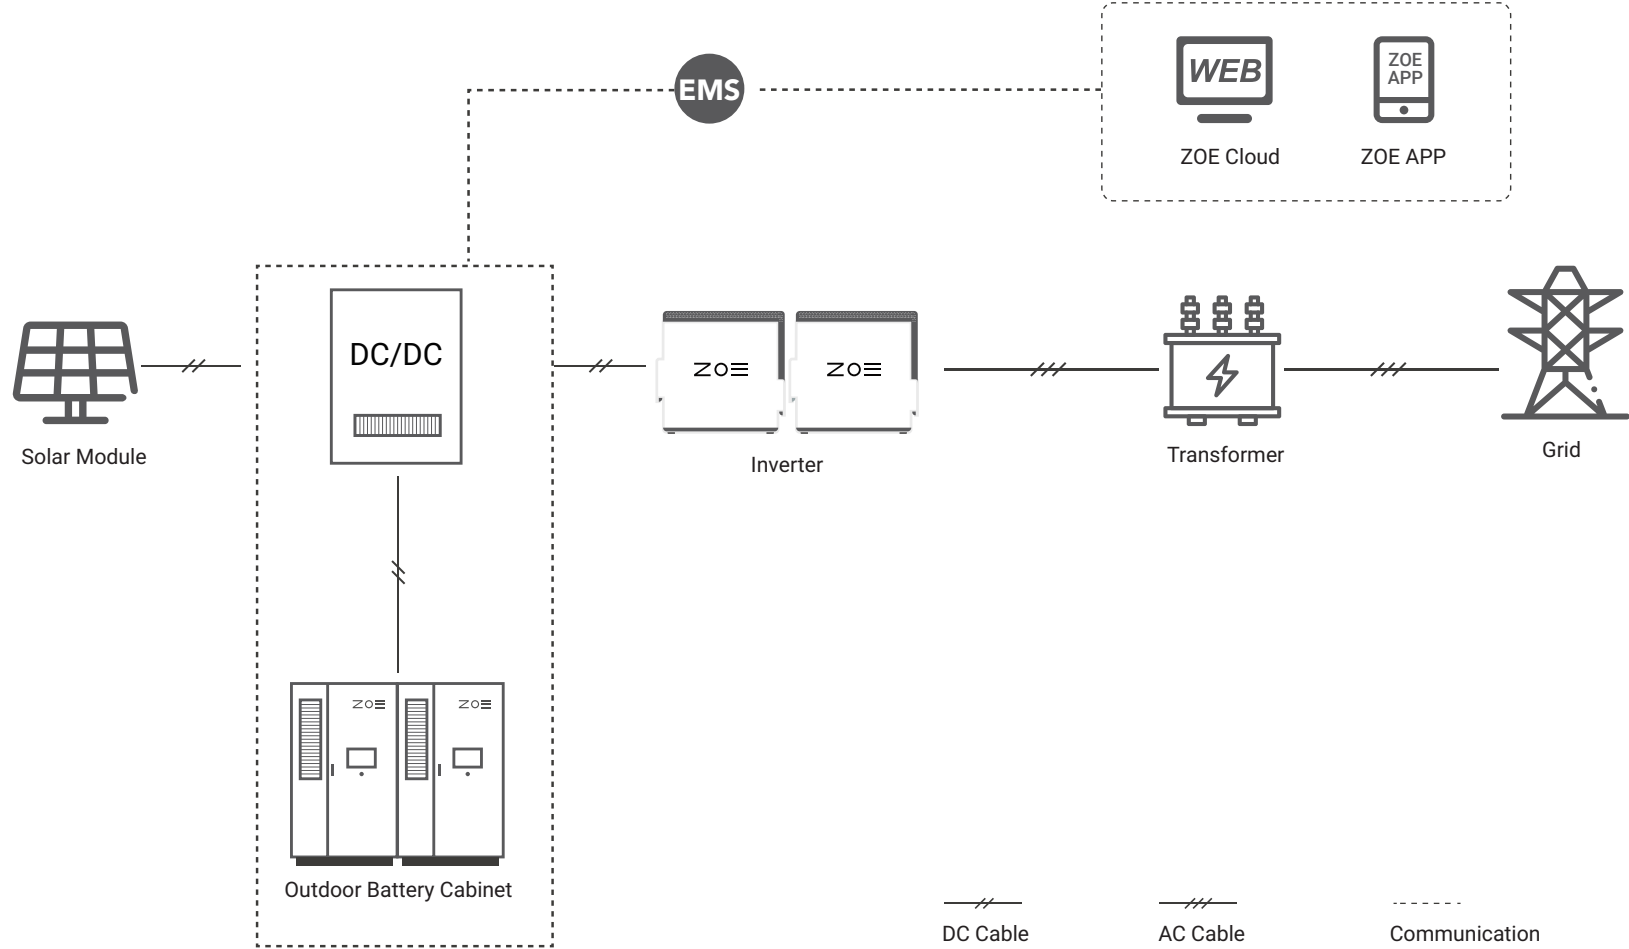 EMS
WEB
ZOE
APP
ZOE Cloud
ZOE APP
DC/DC
ZOE
ZOE
Solar Module
Inverter
Transformer
Grid
ZOE
ZOE
Outdoor Battery Cabinet
DC Cable
AC Cable
Communication